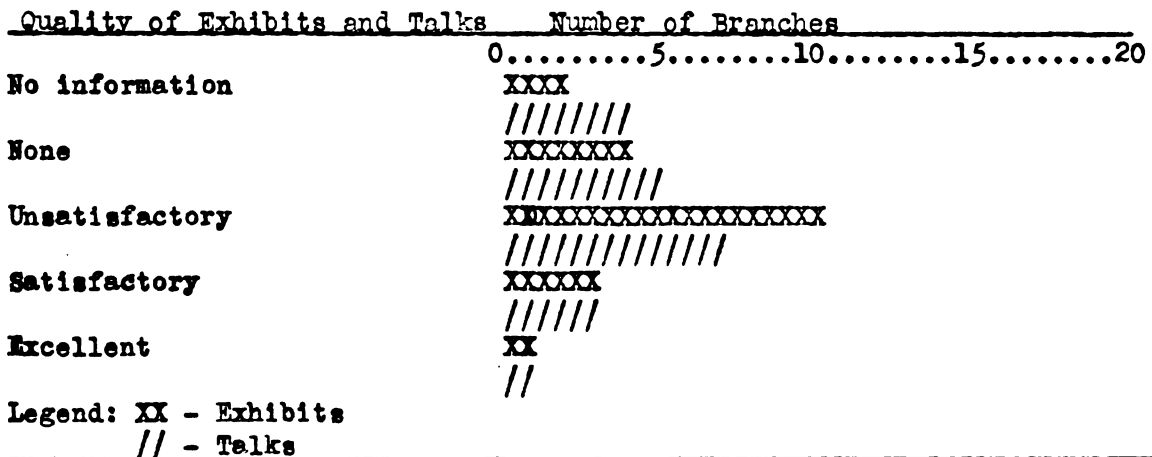 Quality of Exhibits and Talks Number of Branches
0.........5........10........15........20
No information XXXX
////////
None XXXXXXXX
//////////
Unsatisfactory XXXXXXXXXXXXXXXXXXXX
//////////////
Satisfactory XXXXXX
//////
Excellent XX
//
Legend: XX - Exhibits
// - Talks